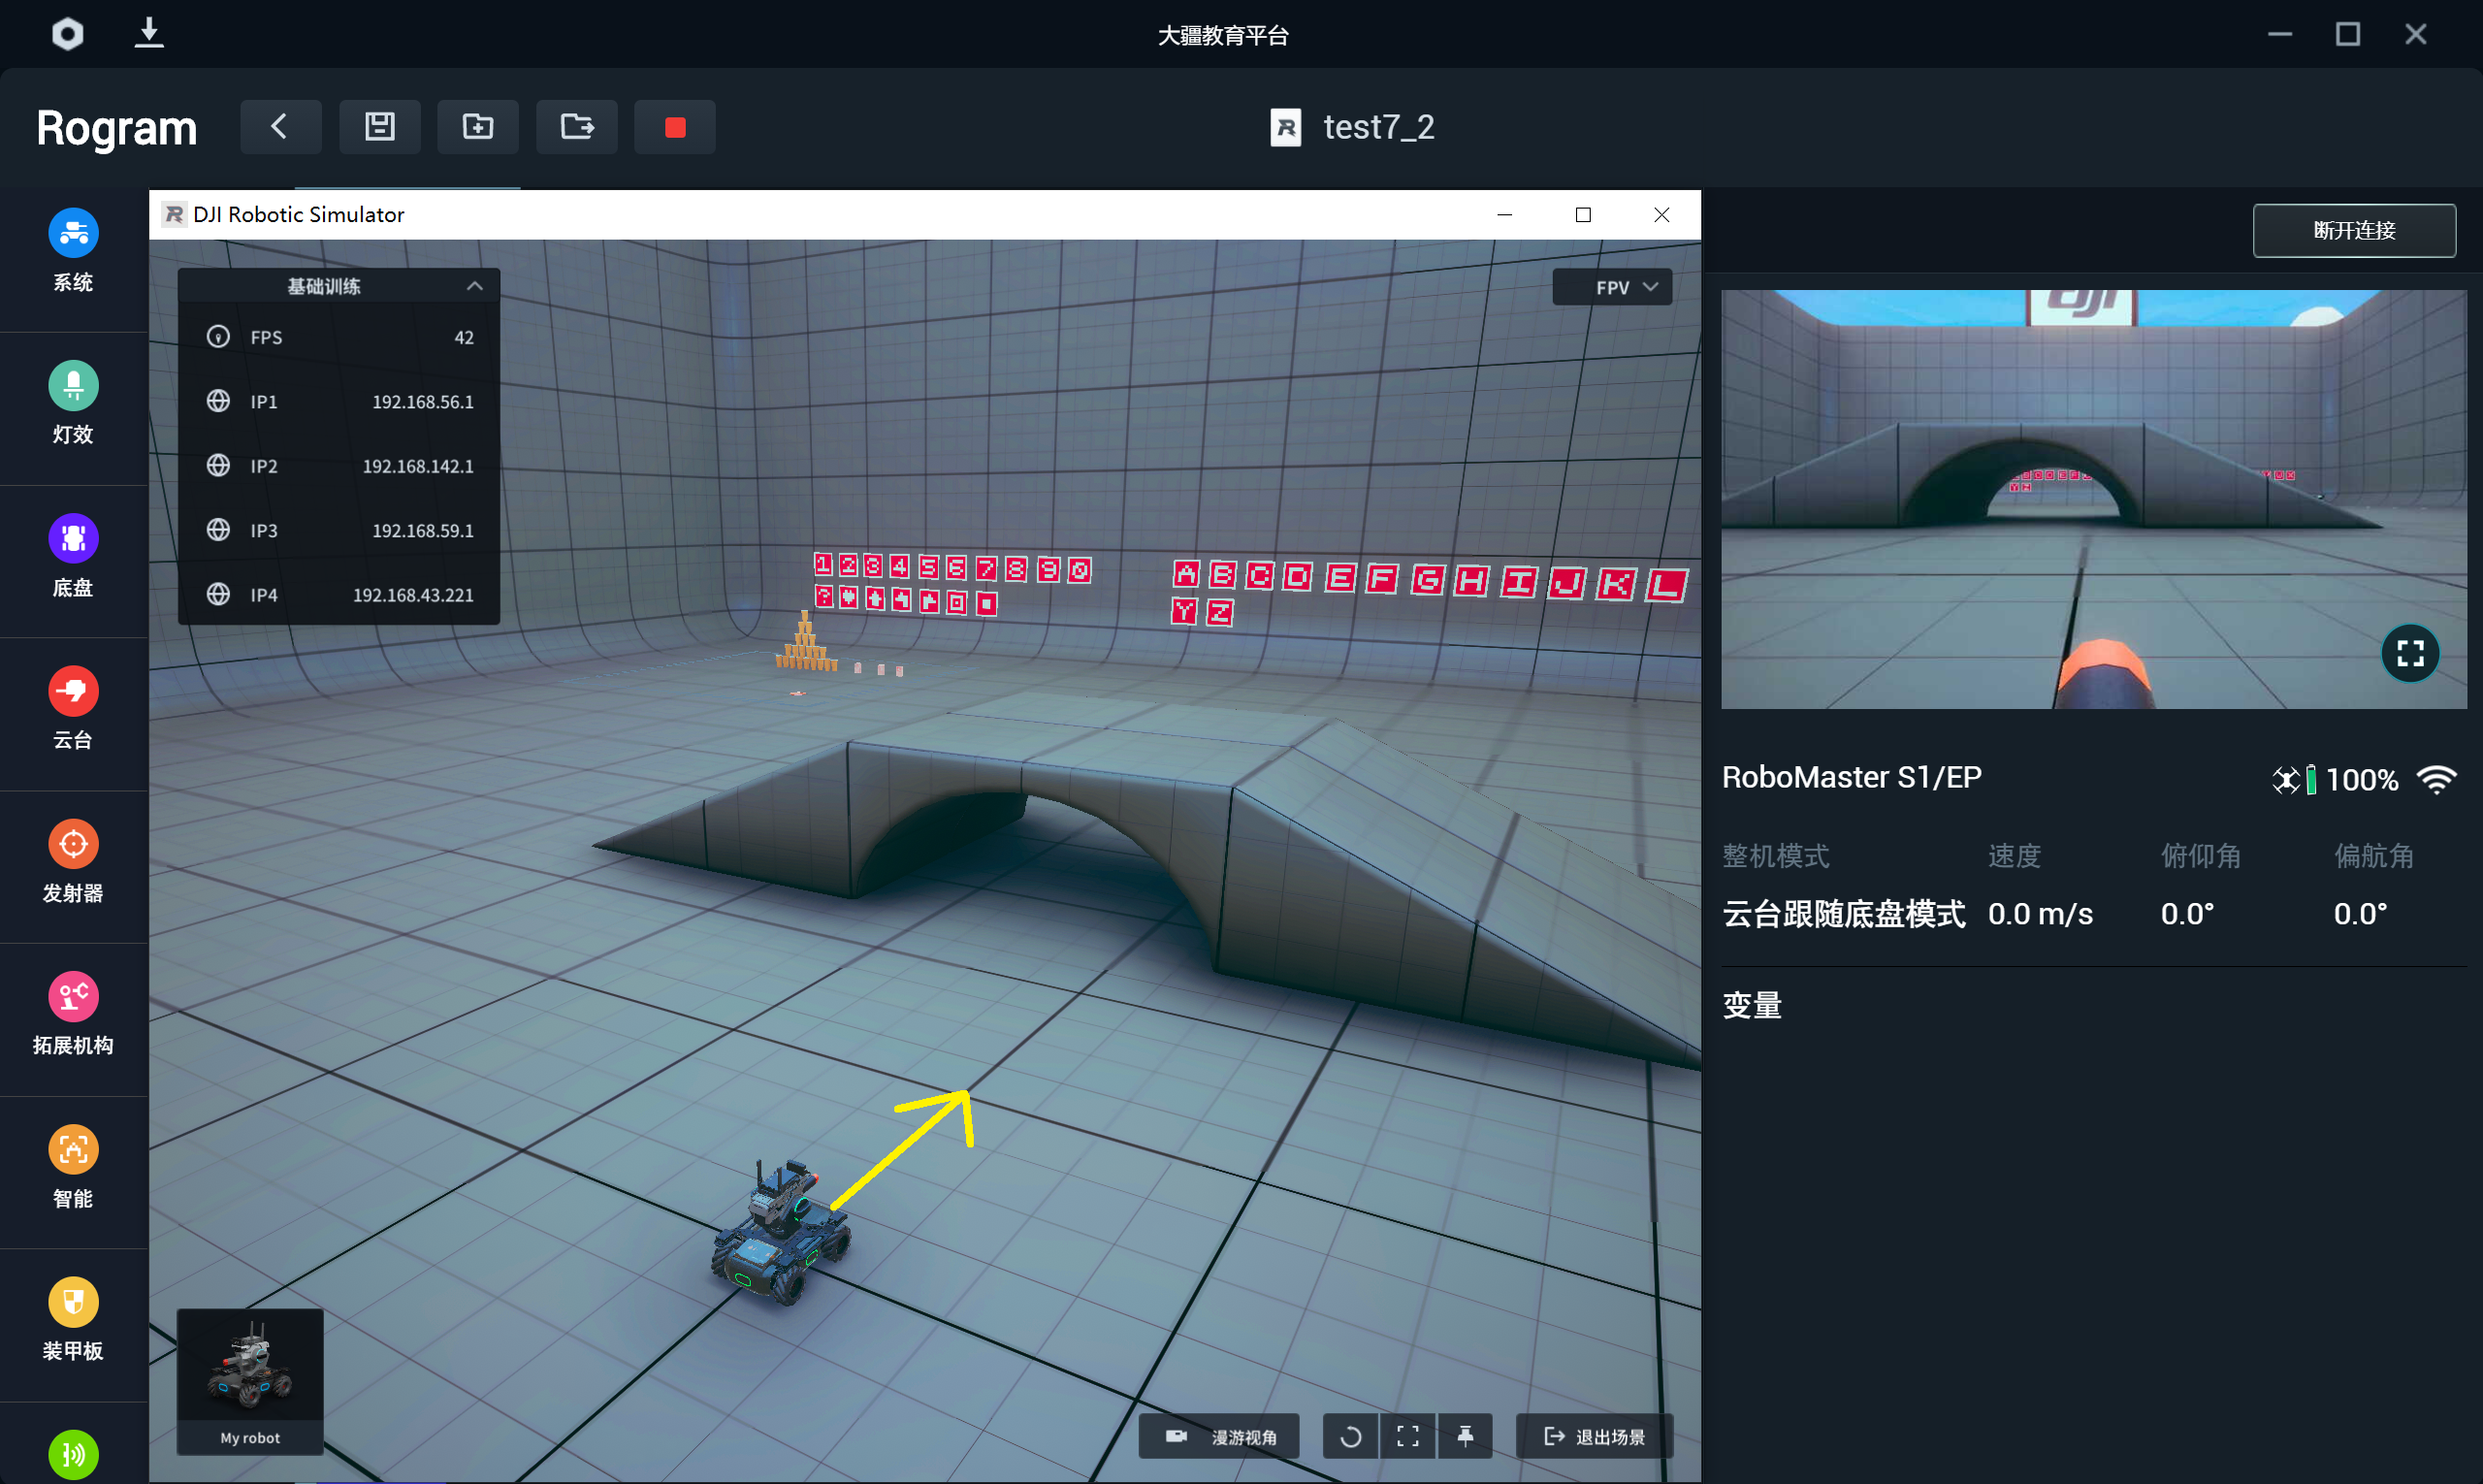 大疆教育平台
Rogram
test7_2
DJI Robotic Simulator
断开连接
系统
灯效
底盘
云台
发射器
拓展机构
智能
装甲板
基础训练
FPS 42
IP1 192.168.56.1
IP2 192.168.142.1
IP3 192.168.59.1
IP4 192.168.43.221
FPV
1 2 3 4 5 6 7 8 9 0
?
A B C D E F G H I J K L
Y Z
My robot
漫游视角
退出场景
dji
RoboMaster S1/EP
100%
整机模式 速度 俯仰角 偏航角
云台跟随底盘模式 0.0 m/s 0.0° 0.0°
变量